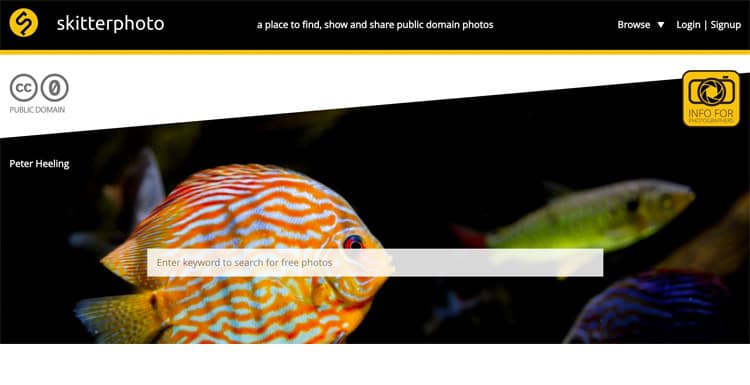 skitterphoto
a place to find, show and share public domain photos
Browse ▼
Login | Signup
cc 0
PUBLIC DOMAIN
INFO FOR
PHOTOGRAPHERS
Peter Heeling
Enter keyword to search for free photos